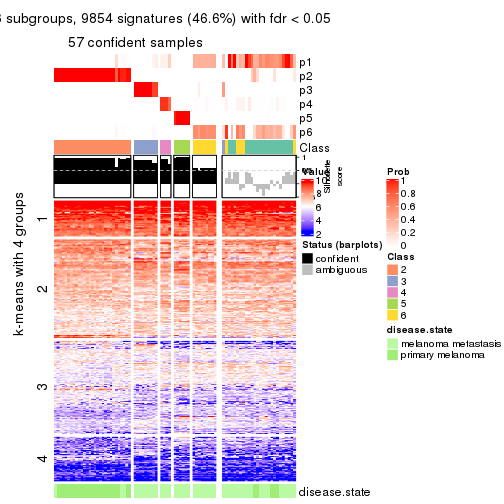 6 subgroups, 9854 signatures (46.6%) with fdr < 0.05
57 confident samples
p1
p2
p3
p4
p5
p6
Class
1
Silhouette
score
k-means with 4 groups
1
2
3
4
Value
10
8
6
4
2
Status (barplots)
confident
ambiguous
Prob
1
0.8
0.6
0.4
0.2
0
Class
2
3
4
5
6
disease.state
melanoma metastasis
primary melanoma
disease.state